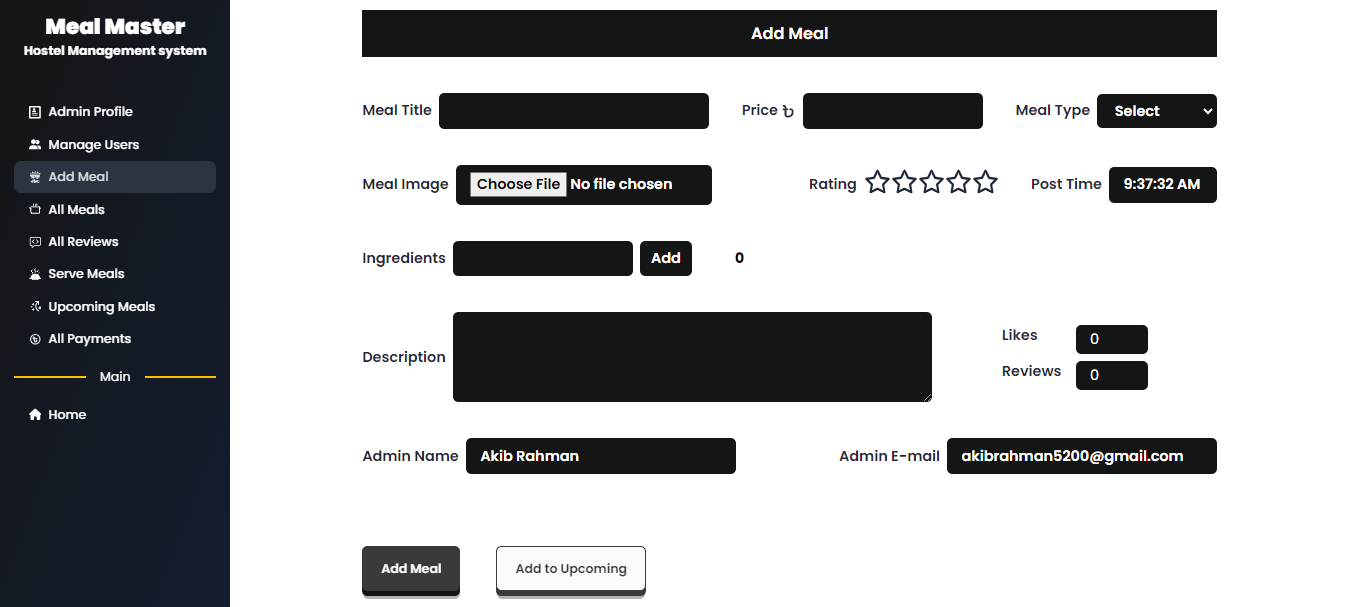 Meal Master
Hostel Management system
Admin Profile
Manage Users
Add Meal
All Meals
All Reviews
Serve Meals
Upcoming Meals
All Payments
Main
Home
Add Meal
Meal Title
Price ৳
Meal Type Select
Meal Image Choose File No file chosen
Rating
Post Time 9:37:32 AM
Ingredients Add 0
Description
Likes 0
Reviews 0
Admin Name Akib Rahman
Admin E-mail akibrahman5200@gmail.com
Add Meal
Add to Upcoming